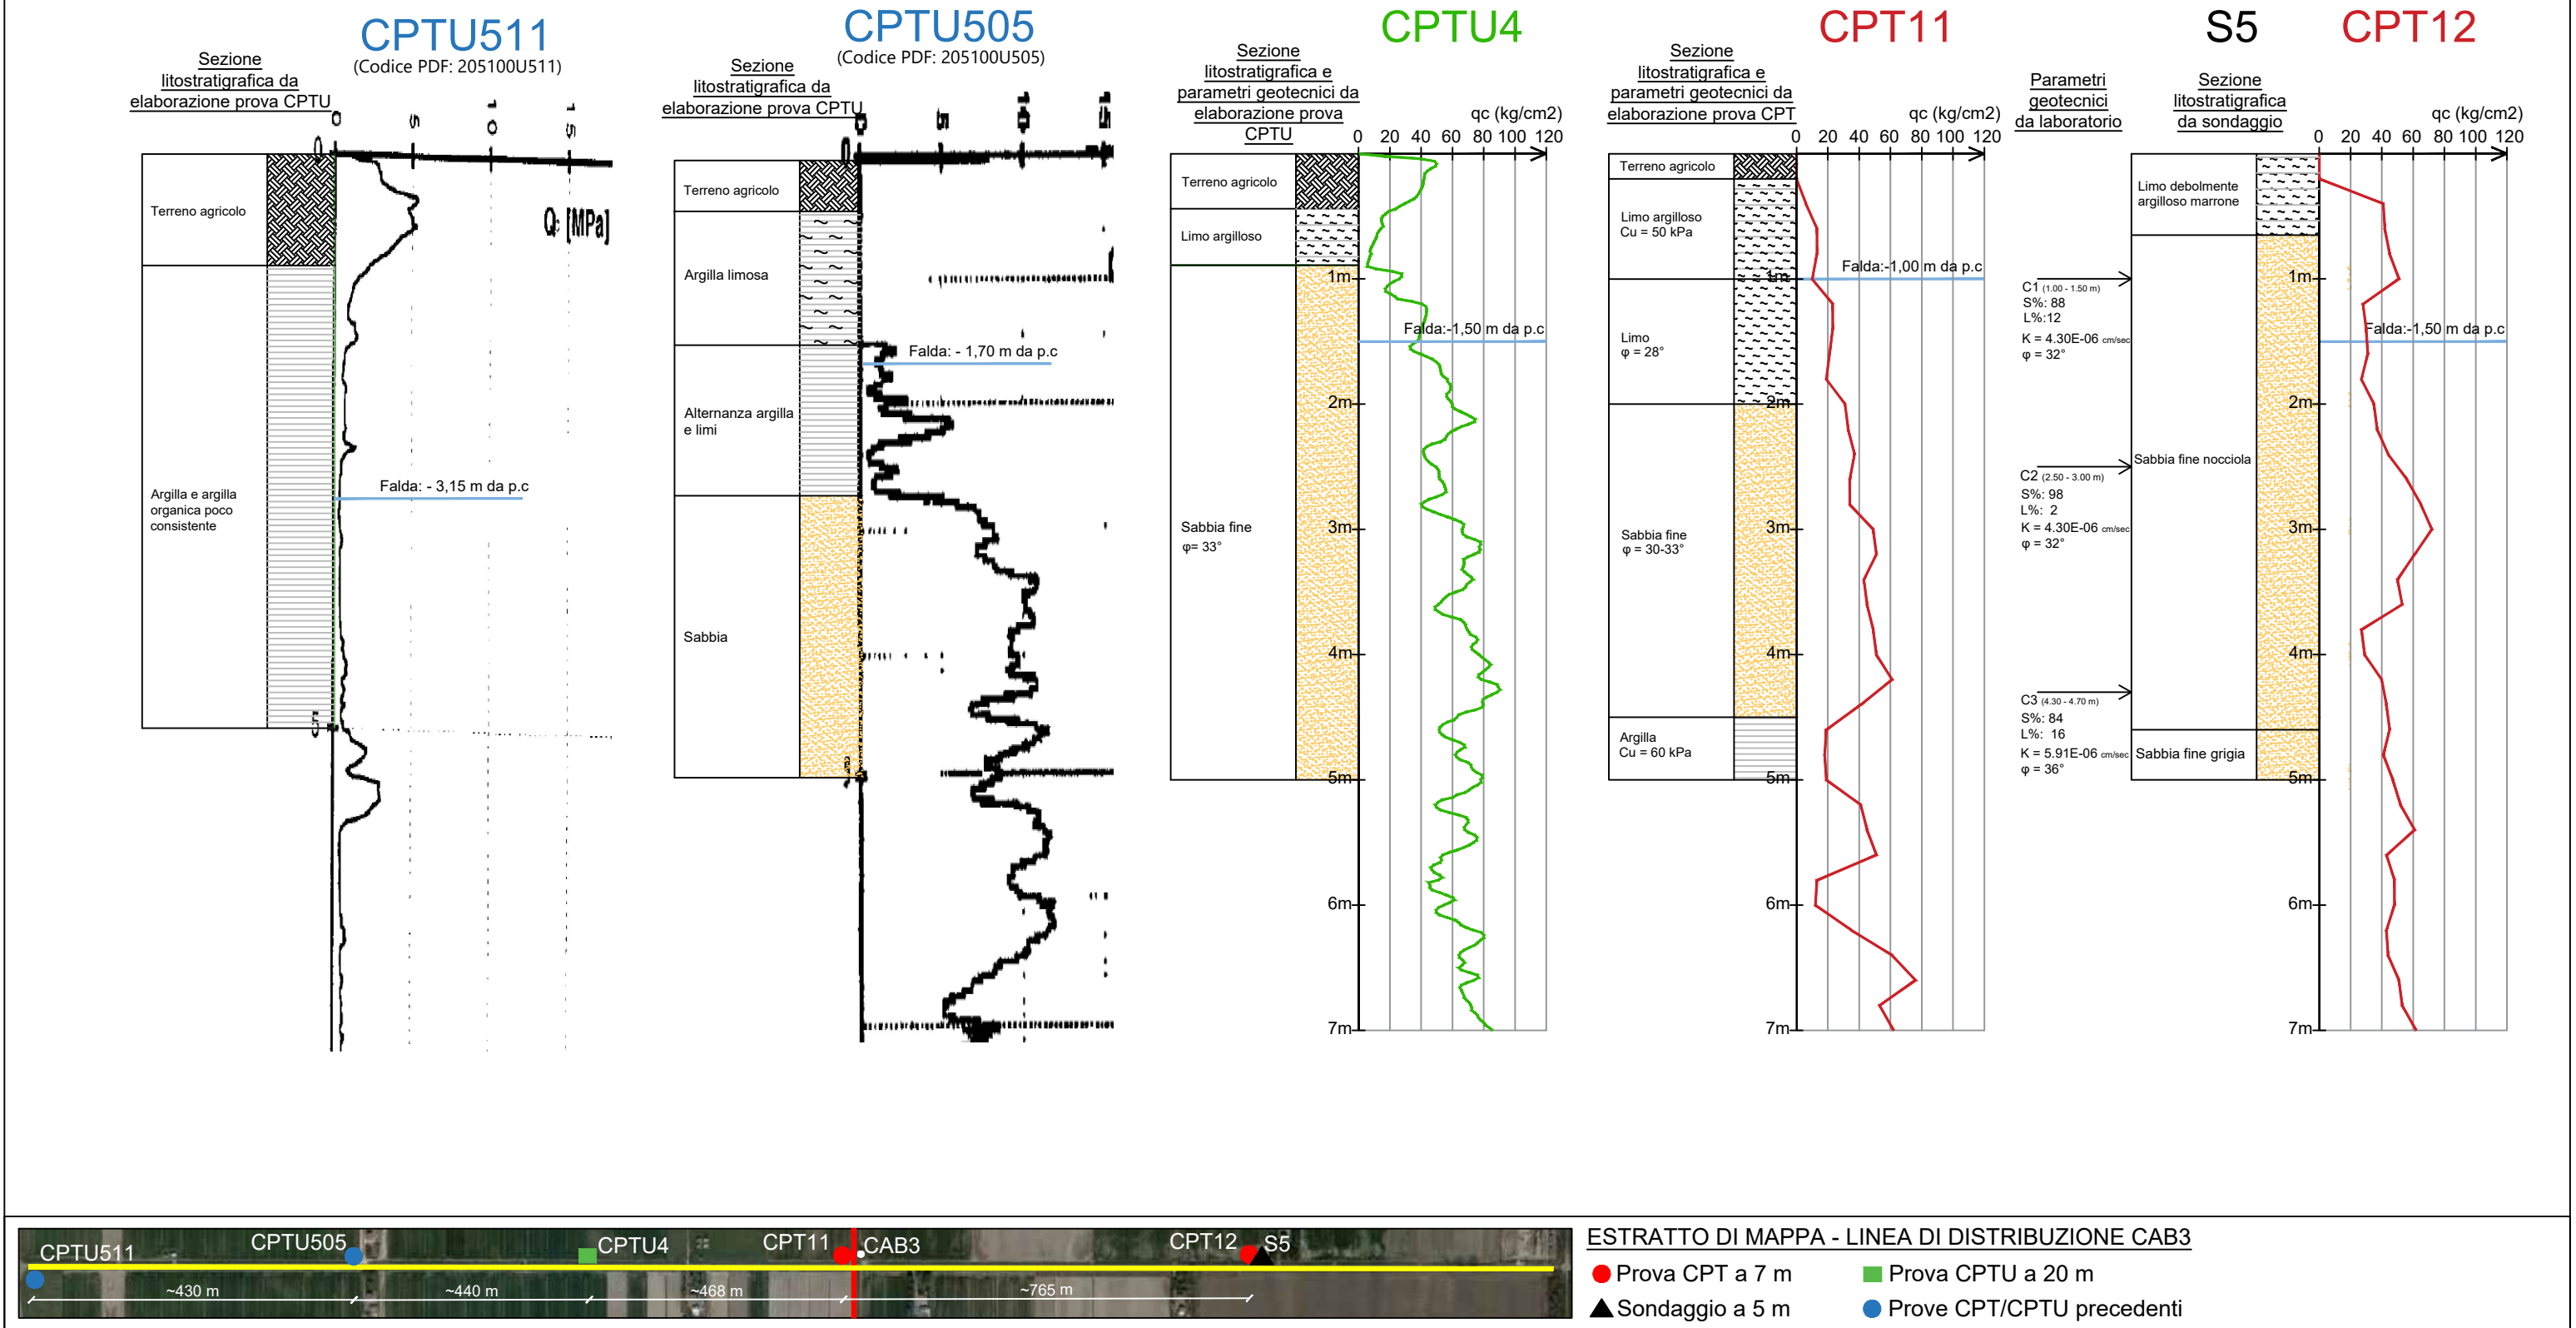 CPTU511
(Codice PDF: 205100U511)
Sezione
litostratigrafica da
elaborazione prova CPTU
0
5
10
15
0
Q [MPa]
Terreno agricolo
Argilla e argilla
organica poco
consistente
Falda: - 3,15 m da p.c
5
CPTU505
(Codice PDF: 205100U505)
Sezione
litostratigrafica da
elaborazione prova CPTU
0
5
10
15
0
Terreno agricolo
Argilla limosa
Alternanza argilla
e limi
Sabbia
Falda: - 1,70 m da p.c
CPTU4
Sezione
litostratigrafica e
parametri geotecnici da
elaborazione prova
CPTU
qc (kg/cm2)
0 20 40 60 80 100 120
Terreno agricolo
Limo argilloso
Sabbia fine
φ= 33°
Falda:-1,50 m da p.c
1m
2m
3m
4m
5m
6m
7m
CPT11
Sezione
litostratigrafica e
parametri geotecnici da
elaborazione prova CPT
qc (kg/cm2)
0 20 40 60 80 100 120
Terreno agricolo
Limo argilloso
Cu = 50 kPa
Limo
φ = 28°
Sabbia fine
φ = 30-33°
Argilla
Cu = 60 kPa
Falda:-1,00 m da p.c
1m
2m
3m
4m
5m
6m
7m
S5
Parametri
geotecnici
da laboratorio
Sezione
litostratigrafica
da sondaggio
C1 (1.00 - 1.50 m)
S%: 88
L%:12
K = 4.30E-06 cm/sec
φ = 32°
C2 (2.50 - 3.00 m)
S%: 98
L%: 2
K = 4.30E-06 cm/sec
φ = 32°
C3 (4.30 - 4.70 m)
S%: 84
L%: 16
K = 5.91E-06 cm/sec
φ = 36°
Limo debolmente
argilloso marrone
Sabbia fine nocciola
Sabbia fine grigia
CPT12
qc (kg/cm2)
0 20 40 60 80 100 120
Falda:-1,50 m da p.c
1m
2m
3m
4m
5m
6m
7m
CPTU511
CPTU505
CPTU4
CPT11
CAB3
CPT12
S5
~430 m
~440 m
~468 m
~765 m
ESTRATTO DI MAPPA - LINEA DI DISTRIBUZIONE CAB3
Prova CPT a 7 m
Prova CPTU a 20 m
Sondaggio a 5 m
Prove CPT/CPTU precedenti